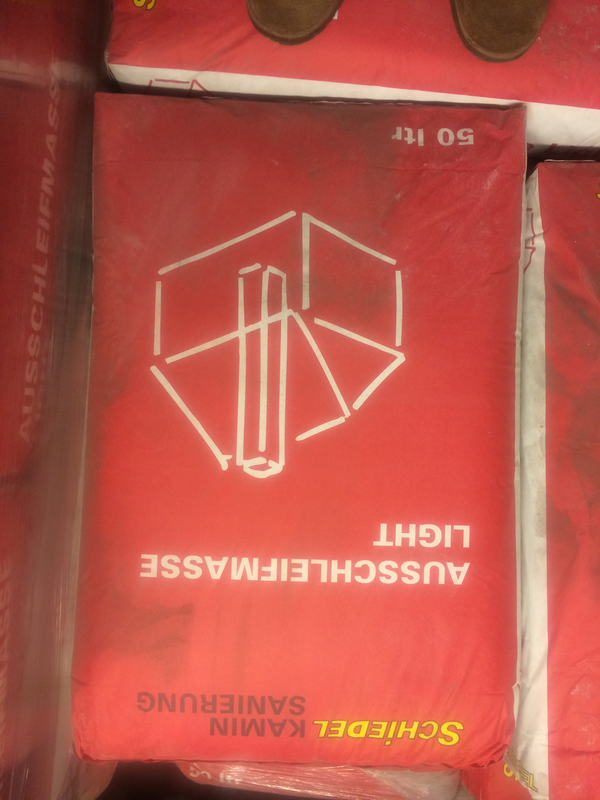 SCHIEDEL KAMIN
SANIERUNG
AUSSCHLEIFMASSE
LIGHT
50 ltr
AUSSCHLEIFMASSE